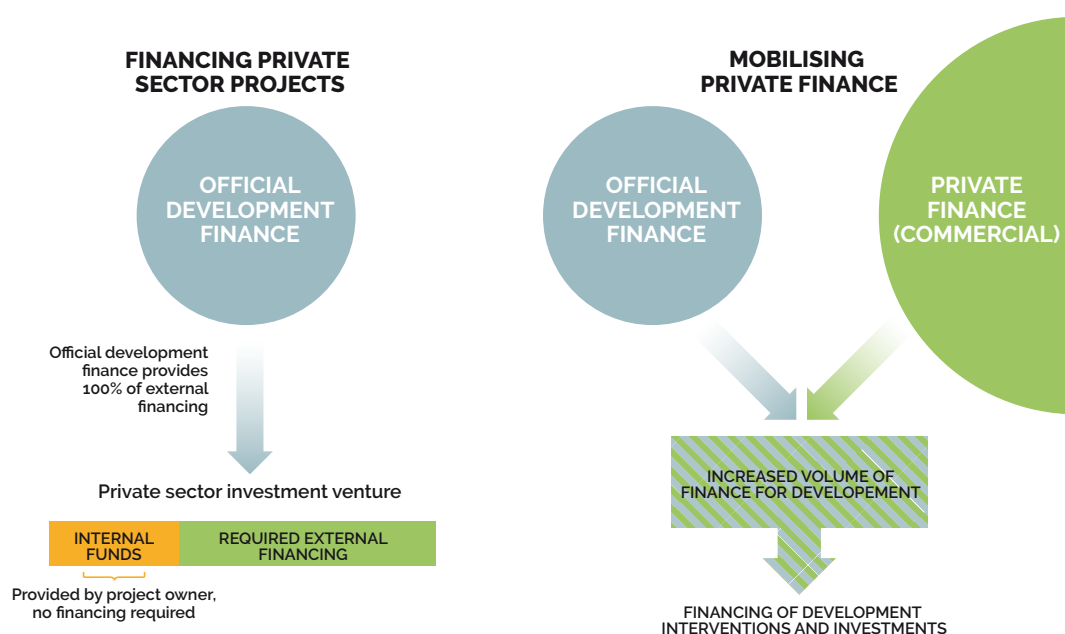 FINANCING PRIVATE
SECTOR PROJECTS
OFFICIAL
DEVELOPMENT
FINANCE
Official development
finance provides
100% of external
financing
Private sector investment venture
INTERNAL
FUNDS
REQUIRED EXTERNAL
FINANCING
Provided by project owner,
no financing required
MOBILISING
PRIVATE FINANCE
OFFICIAL
DEVELOPMENT
FINANCE
PRIVATE
FINANCE
(COMMERCIAL)
INCREASED VOLUME OF
FINANCE FOR DEVELOPEMENT
FINANCING OF DEVELOPMENT
INTERVENTIONS AND INVESTMENTS